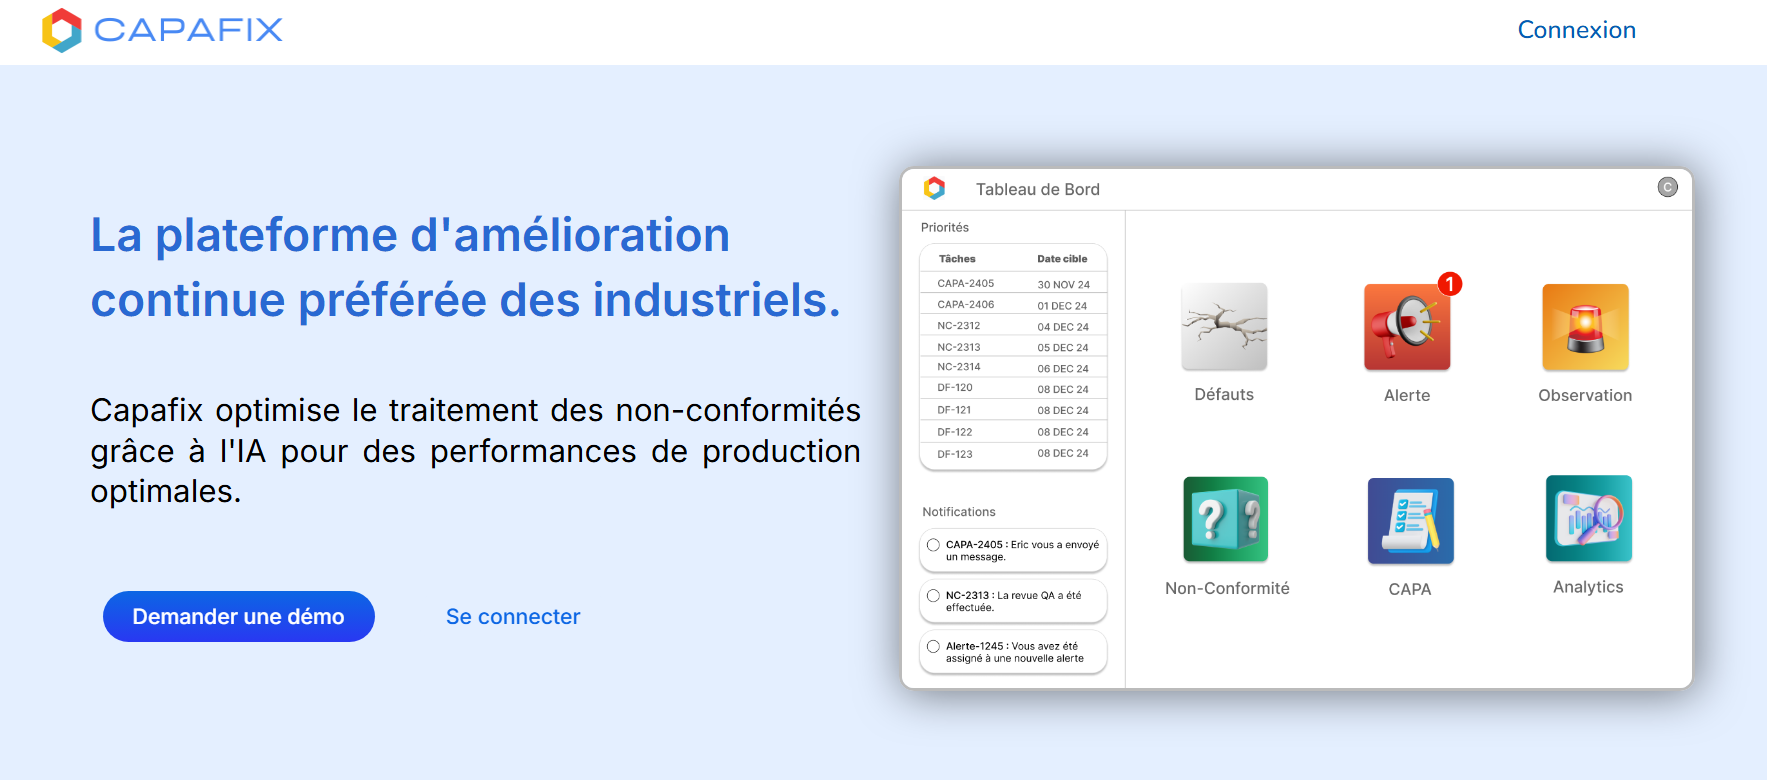 CAPAFIX
Connexion
La plateforme d'amélioration
continue préférée des industriels.
Capafix optimise le traitement des non-conformités
grâce à l'IA pour des performances de production
optimales.
Demander une démo
Se connecter
Tableau de Bord
C
Priorités
Tâches Date cible
CAPA-2405 30 NOV 24
CAPA-2406 01 DEC 24
NC-2312 04 DEC 24
NC-2313 05 DEC 24
NC-2314 06 DEC 24
DF-120 08 DEC 24
DF-121 08 DEC 24
DF-122 08 DEC 24
DF-123 08 DEC 24
Notifications
CAPA-2405 : Eric vous a envoyé
un message.
NC-2313 : La revue QA a été
effectuée.
Alerte-1245 : Vous avez été
assigné à une nouvelle alerte
1
Défauts
Alerte
Observation
? ?
Non-Conformité
CAPA
Analytics